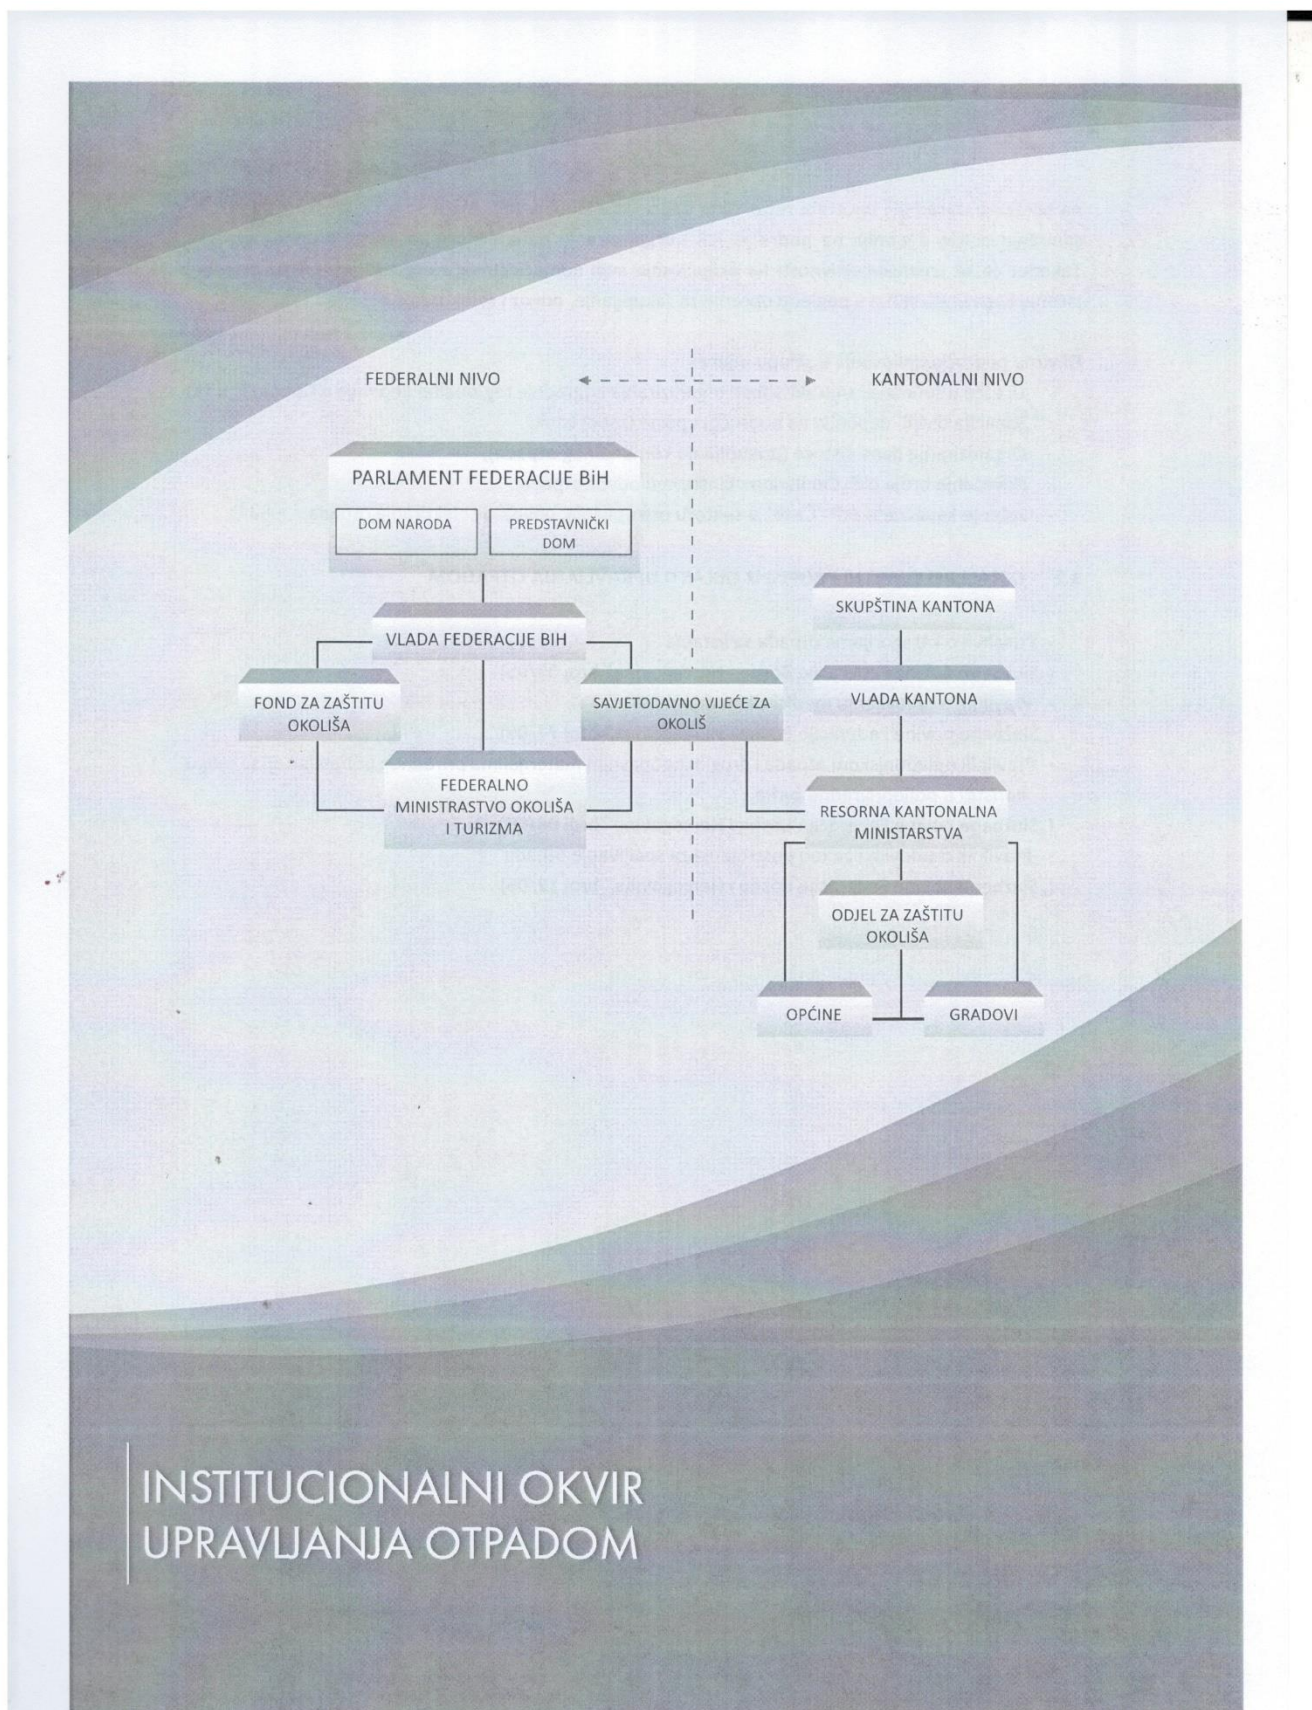 FEDERALNI NIVO
KANTONALNI NIVO
PARLAMENT FEDERACIJE BiH
DOM NARODA
PREDSTAVNIČKI
DOM
SKUPŠTINA KANTONA
VLADA FEDERACIJE BIH
FOND ZA ZAŠTITU
OKOLIŠA
SAVJETODAVNO VIJEĆE ZA
OKOLIŠ
VLADA KANTONA
FEDERALNO
MINISTRASTVO OKOLIŠA
I TURIZMA
RESORNA KANTONALNA
MINISTARSTVA
ODJEL ZA ZAŠTITU
OKOLIŠA
OPĆINE
GRADOVI
INSTITUCIONALNI OKVIR
UPRAVLJANJA OTPADOM